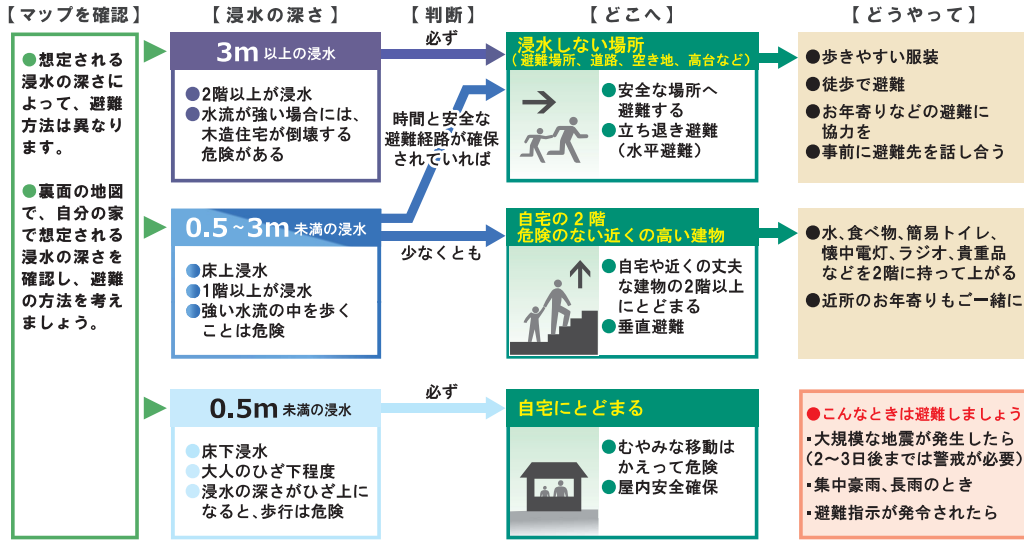 【マップを確認】
●想定される
浸水の深さに
よって、避難
方法は異なり
ます。
●裏面の地図
で、自分の家
で想定される
浸水の深さを
確認し、避難
の方法を考え
ましょう。
【浸水の深さ】
3m以上の浸水
●2階以上が浸水
●水流が強い場合には、
木造住宅が倒壊する
危険がある
0.5～3m未満の浸水
●床上浸水
●1階以上が浸水
●強い水流の中を歩く
ことは危険
0.5m未満の浸水
●床下浸水
●大人のひざ下程度
●浸水の深さがひざ上に
なると、歩行は危険
【判断】
必ず
時間と安全な
避難経路が確保
されていれば
少なくとも
必ず
【どこへ】
浸水しない場所
（避難場所、道路、空き地、高台など）
●安全な場所へ
避難する
●立ち退き避難
（水平避難）
自宅の2階
危険のない近くの高い建物
●自宅や近くの丈夫
な建物の2階以上
にとどまる
●垂直避難
自宅にとどまる
●むやみな移動は
かえって危険
●屋内安全確保
【どうやって】
●歩きやすい服装
●徒歩で避難
●お年寄りなどの避難に
協力を
●事前に避難先を話し合う
●水、食べ物、簡易トイレ、
懐中電灯、ラジオ、貴重品
などを2階に持って上がる
●近所のお年寄りもご一緒に
●こんなときは避難しましょう
▪大規模な地震が発生したら
（2～3日後までは警戒が必要）
▪集中豪雨、長雨のとき
▪避難指示が発令されたら